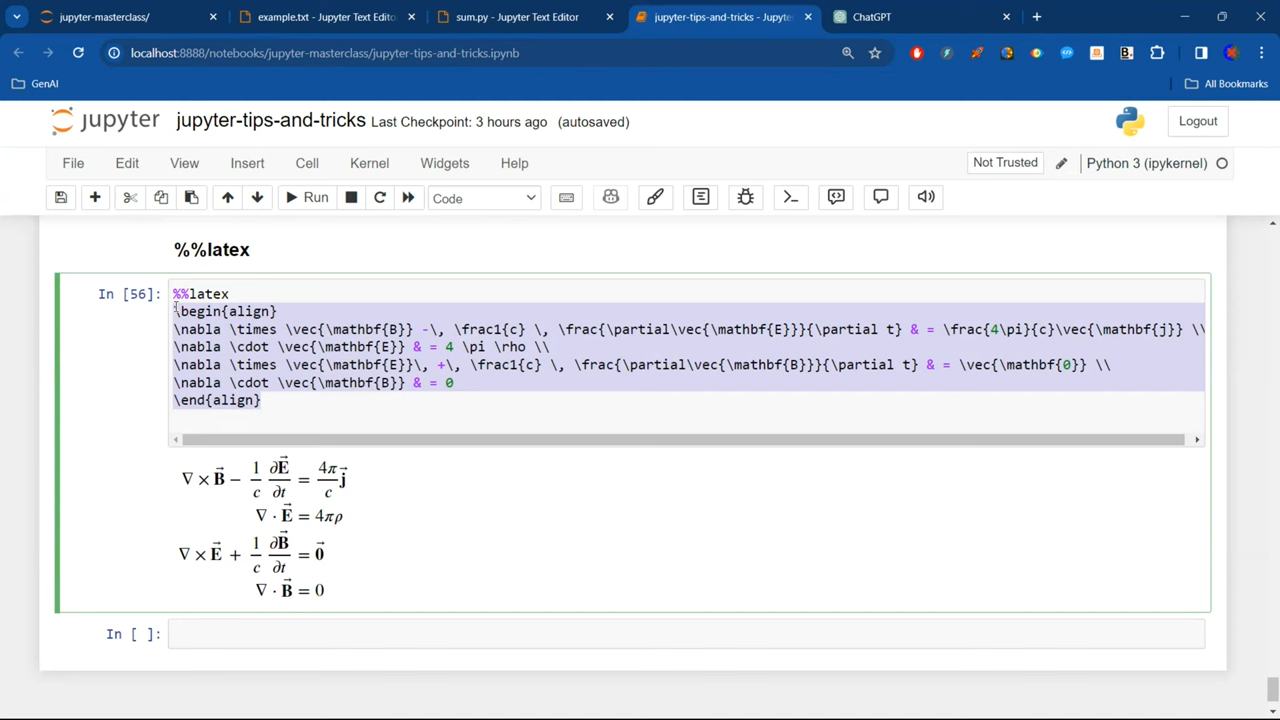 jupyter-masterclass/
example.txt - Jupyter Text Editor
sum.py - Jupyter Text Editor
jupyter-tips-and-tricks - Jupyter
ChatGPT
localhost:8888/notebooks/jupyter-masterclass/jupyter-tips-and-tricks.ipynb
GenAI
All Bookmarks
jupyter jupyter-tips-and-tricks Last Checkpoint: 3 hours ago (autosaved)
Logout
File Edit View Insert Cell Kernel Widgets Help
Not Trusted Python 3 (ipykernel)
Run Code
%%latex
In [56]: %%latex
\begin{align}
\nabla \times \vec{\mathbf{B}} -\, \frac1{c} \, \frac{\partial\vec{\mathbf{E}}}{\partial t} & = \frac{4\pi}{c}\vec{\mathbf{j}} \\
\nabla \cdot \vec{\mathbf{E}} & = 4 \pi \rho \\
\nabla \times \vec{\mathbf{E}}\, +\, \frac1{c} \, \frac{\partial\vec{\mathbf{B}}}{\partial t} & = \vec{\mathbf{0}} \\
\nabla \cdot \vec{\mathbf{B}} & = 0
\end{align}
∇ × B⃗ − 1/c ∂E⃗/∂t = 4π/c j⃗
∇ · E⃗ = 4πρ
∇ × E⃗ + 1/c ∂B⃗/∂t = 0⃗
∇ · B⃗ = 0
In [ ]: